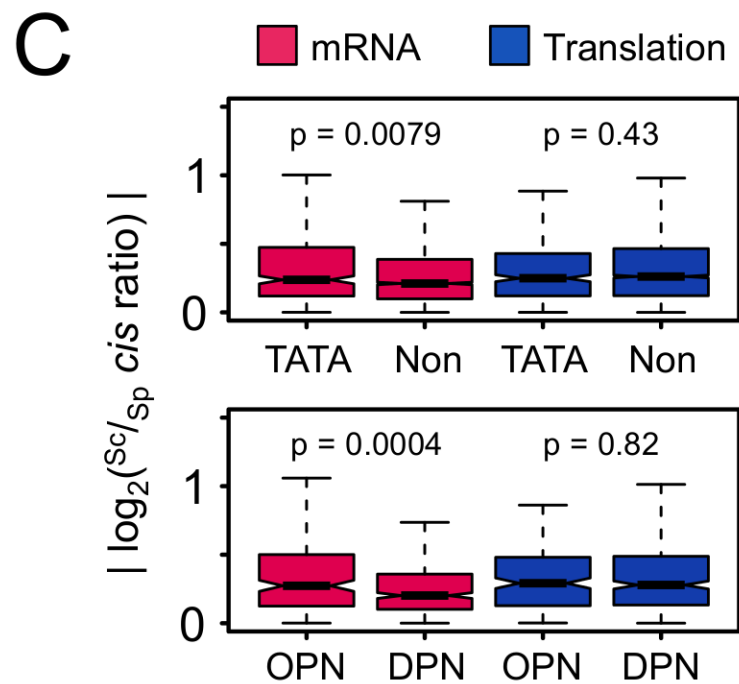 C
mRNA Translation
| log₂(Sc/Sp cis ratio) |
p = 0.0079 p = 0.43
1
0
TATA Non TATA Non
p = 0.0004 p = 0.82
1
0
OPN DPN OPN DPN